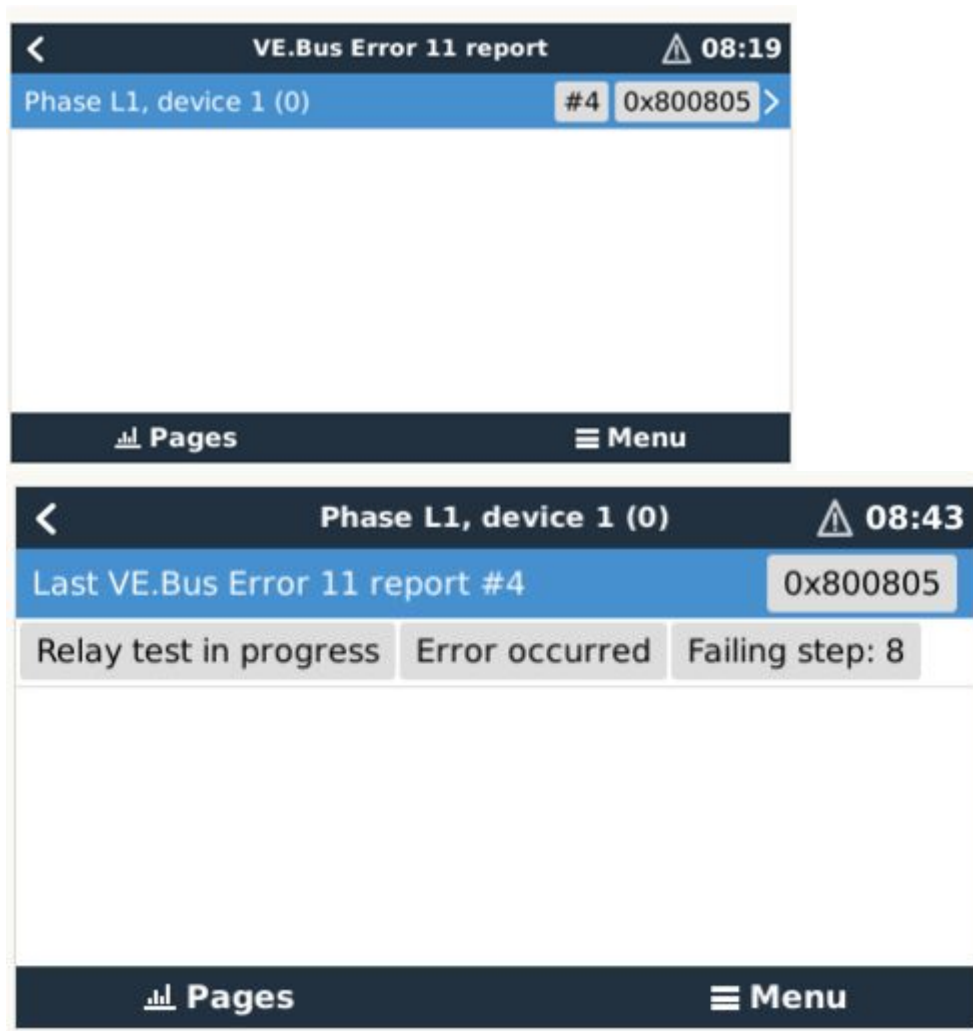 VE.Bus Error 11 report 08:19
Phase L1, device 1 (0) #4 0x800805
Pages Menu
Phase L1, device 1 (0) 08:43
Last VE.Bus Error 11 report #4 0x800805
Relay test in progress Error occurred Failing step: 8
Pages Menu